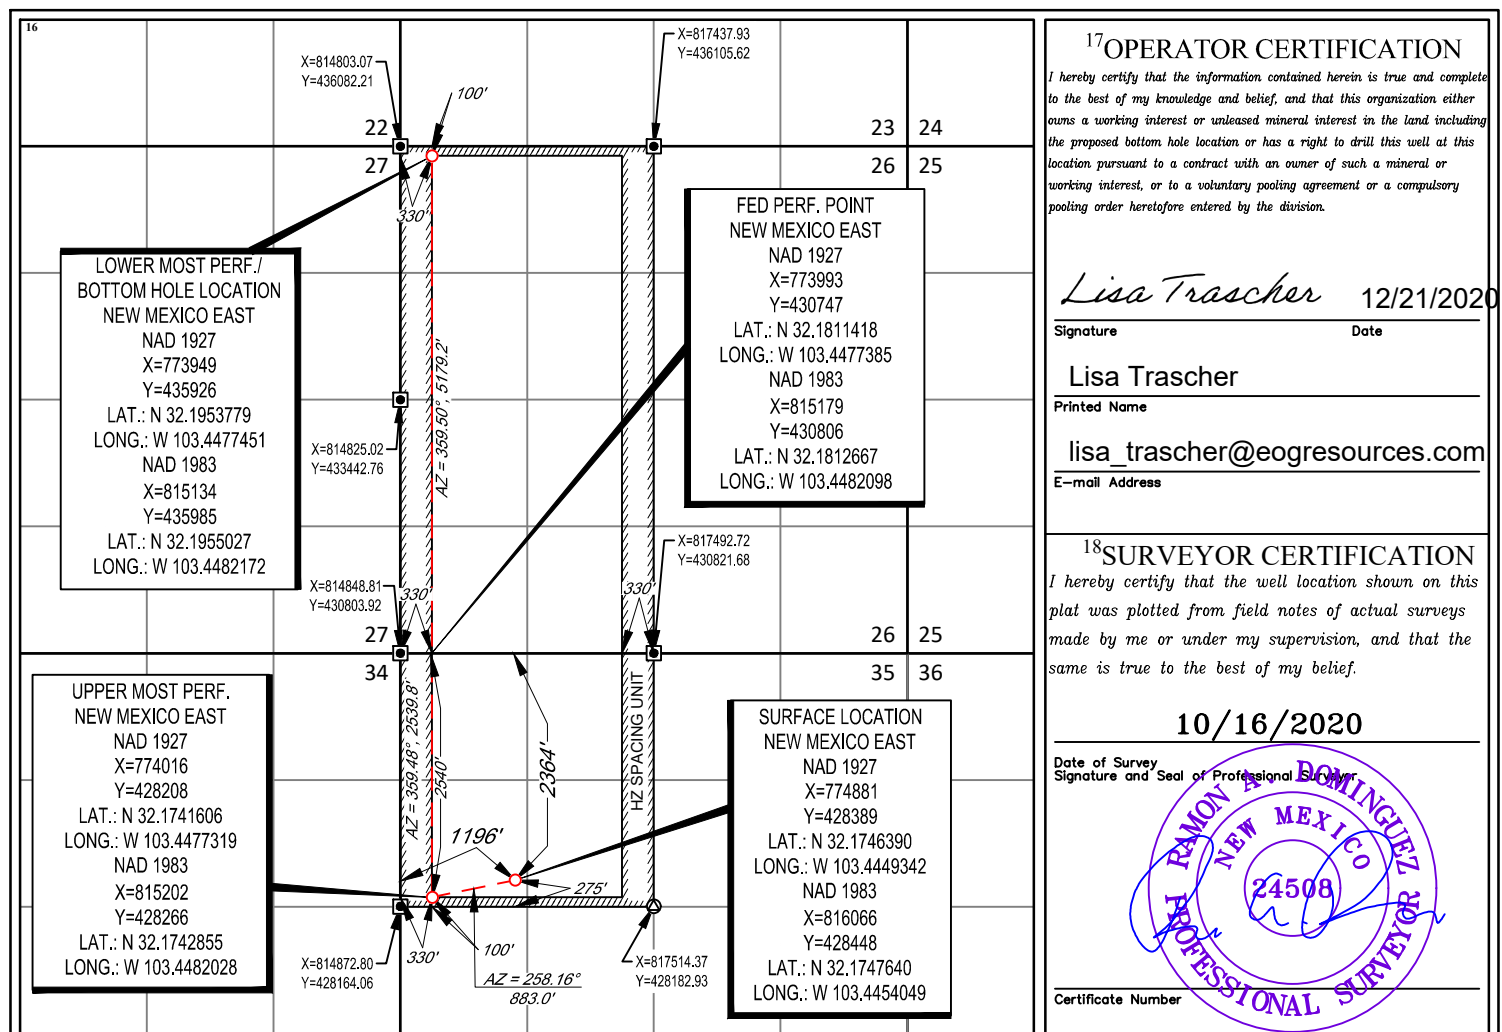 16
X=814803.07
Y=436082.21
X=817437.93
Y=436105.62
100'
22
23 24
27
26 25
330'
LOWER MOST PERF./
BOTTOM HOLE LOCATION
NEW MEXICO EAST
NAD 1927
X=773949
Y=435926
LAT.: N 32.1953779
LONG.: W 103.4477451
NAD 1983
X=815134
Y=435985
LAT.: N 32.1955027
LONG.: W 103.4482172
FED PERF. POINT
NEW MEXICO EAST
NAD 1927
X=773993
Y=430747
LAT.: N 32.1811418
LONG.: W 103.4477385
NAD 1983
X=815179
Y=430806
LAT.: N 32.1812667
LONG.: W 103.4482098
AZ = 359.50°, 5179.2'
X=814825.02
Y=433442.76
X=817492.72
Y=430821.68
X=814848.81
Y=430803.92
330'
330'
27
26 25
34
35 36
UPPER MOST PERF.
NEW MEXICO EAST
NAD 1927
X=774016
Y=428208
LAT.: N 32.1741606
LONG.: W 103.4477319
NAD 1983
X=815202
Y=428266
LAT.: N 32.1742855
LONG.: W 103.4482028
AZ = 359.48°, 2539.8'
2540'
2364'
HZ SPACING UNIT
1196'
275'
SURFACE LOCATION
NEW MEXICO EAST
NAD 1927
X=774881
Y=428389
LAT.: N 32.1746390
LONG.: W 103.4449342
NAD 1983
X=816066
Y=428448
LAT.: N 32.1747640
LONG.: W 103.4454049
330'
100'
X=814872.80
Y=428164.06
AZ = 258.16°
883.0'
X=817514.37
Y=428182.93
17OPERATOR CERTIFICATION
I hereby certify that the information contained herein is true and complete
to the best of my knowledge and belief, and that this organization either
owns a working interest or unleased mineral interest in the land including
the proposed bottom hole location or has a right to drill this well at this
location pursuant to a contract with an owner of such a mineral or
working interest, or to a voluntary pooling agreement or a compulsory
pooling order heretofore entered by the division.
Lisa Trascher 12/21/2020
Signature Date
Lisa Trascher
Printed Name
lisa_trascher@eogresources.com
E-mail Address
18SURVEYOR CERTIFICATION
I hereby certify that the well location shown on this
plat was plotted from field notes of actual surveys
made by me or under my supervision, and that the
same is true to the best of my belief.
10/16/2020
Date of Survey
Signature and Seal of Professional Surveyor
RAMON A. DOMINGUEZ
NEW MEXICO
24508
PROFESSIONAL SURVEYOR
Certificate Number